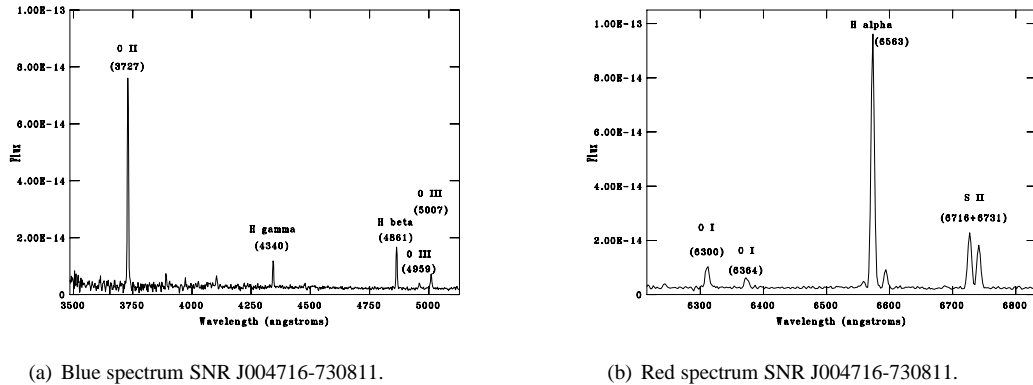 1.00E-13
8.00E-14
6.00E-14
4.00E-14
2.00E-14
0
Flux
O II
(3727)
H gamma
(4340)
H beta
(4861)
O III
(5007)
O III
(4959)
3500 3750 4000 4250 4500 4750 5000
Wavelength (angstroms)
(a) Blue spectrum SNR J004716-730811.
1.00E-13
8.00E-14
6.00E-14
4.00E-14
2.00E-14
0
Flux
O I
(6300)
O I
(6364)
H alpha
(6563)
S II
(6716+6731)
6300 6400 6500 6600 6700 6800
Wavelength (angstroms)
(b) Red spectrum SNR J004716-730811.